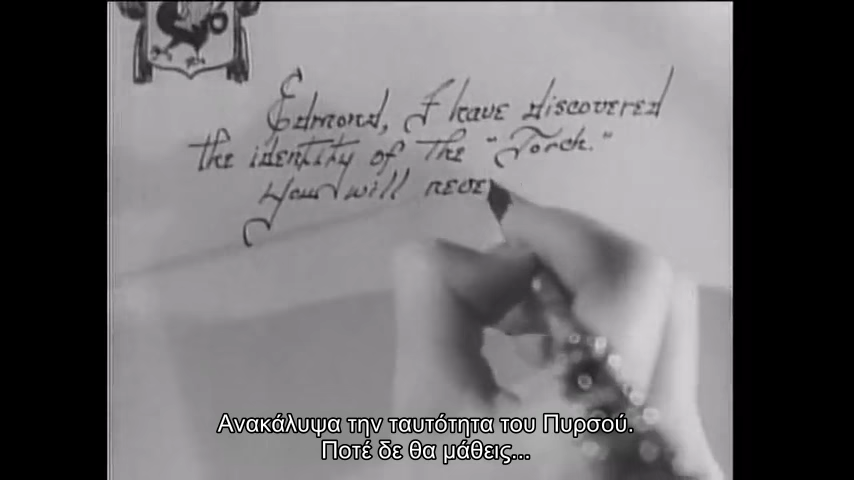 Edmond, I have discovered
the identity of the "Torch."
You will neve
Ανακάλυψα την ταυτότητα του Πυρσού.
Ποτέ δε θα μάθεις...